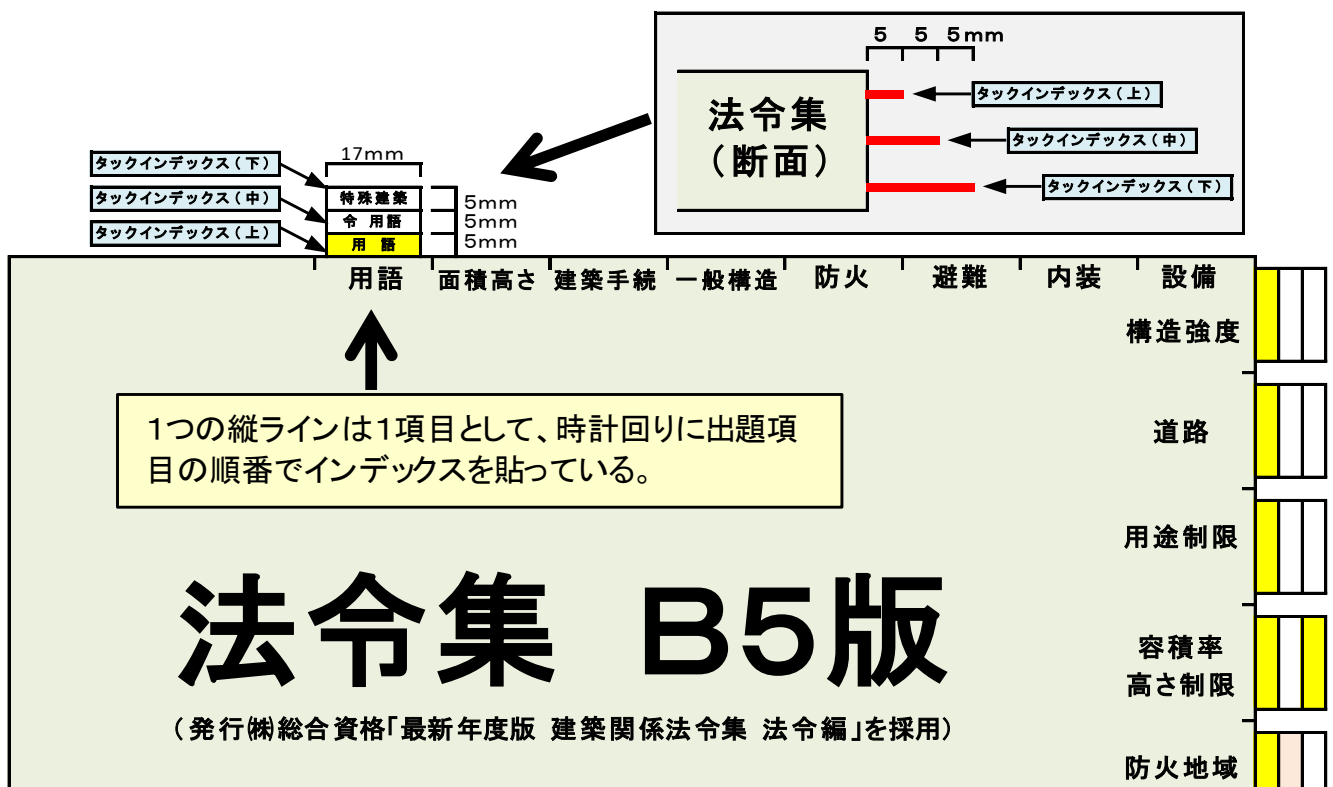 5 5 5mm
タックインデックス(上)
法令集
(断面)
タックインデックス(中)
タックインデックス(下)
17mm
タックインデックス(下)
特殊建築
5mm
タックインデックス(中)
令 用語
5mm
タックインデックス(上)
用 語
5mm
用語 面積高さ 建築手続 一般構造 防火 避難 内装 設備
構造強度
1つの縦ラインは1項目として、時計回りに出題項
目の順番でインデックスを貼っている。
道路
用途制限
法令集 B5版
容積率
高さ制限
(発行㈱総合資格「最新年度版 建築関係法令集 法令編」を採用)
防火地域